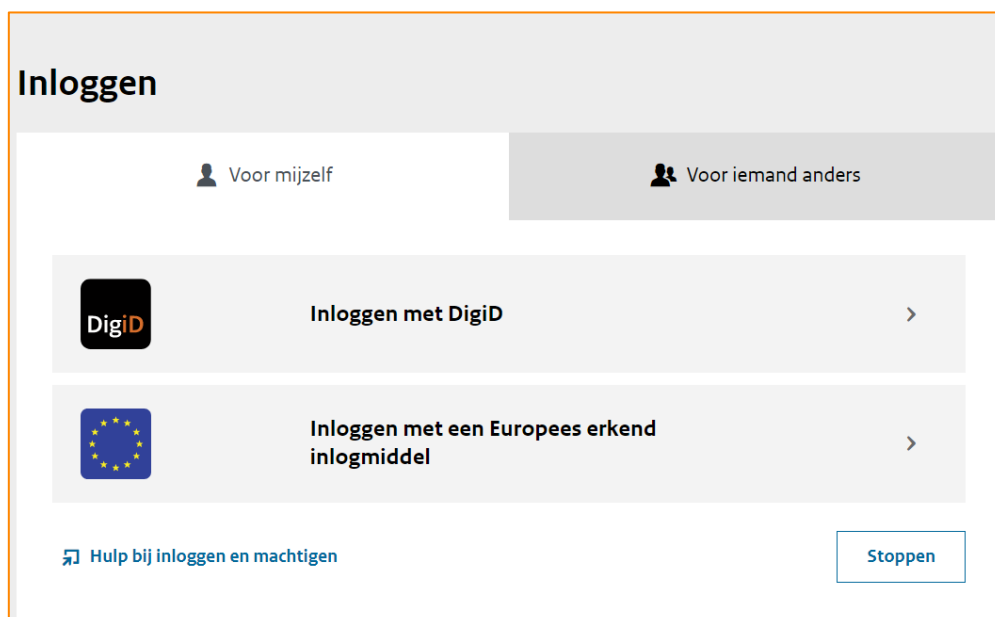 Inloggen
Voor mijzelf
Voor iemand anders
DigiD
Inloggen met DigiD
Inloggen met een Europees erkend
inlogmiddel
Hulp bij inloggen en machtigen
Stoppen